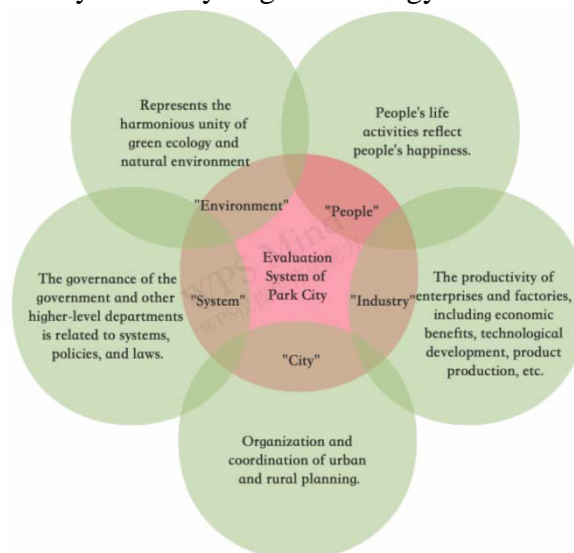 Represents the
harmonious unity of
green ecology and
natural environment
People's life
activities reflect
people's happiness.
"Environment"
"People"
Evaluation
System of
Park City
The governance of the
government and other
higher-level departments
is related to systems,
policies, and laws.
"System"
"Industry"
The productivity of
enterprises and factories,
including economic
benefits, technological
development, product
production, etc.
"City"
Organization and
coordination of urban
and rural planning.
WPS Mind